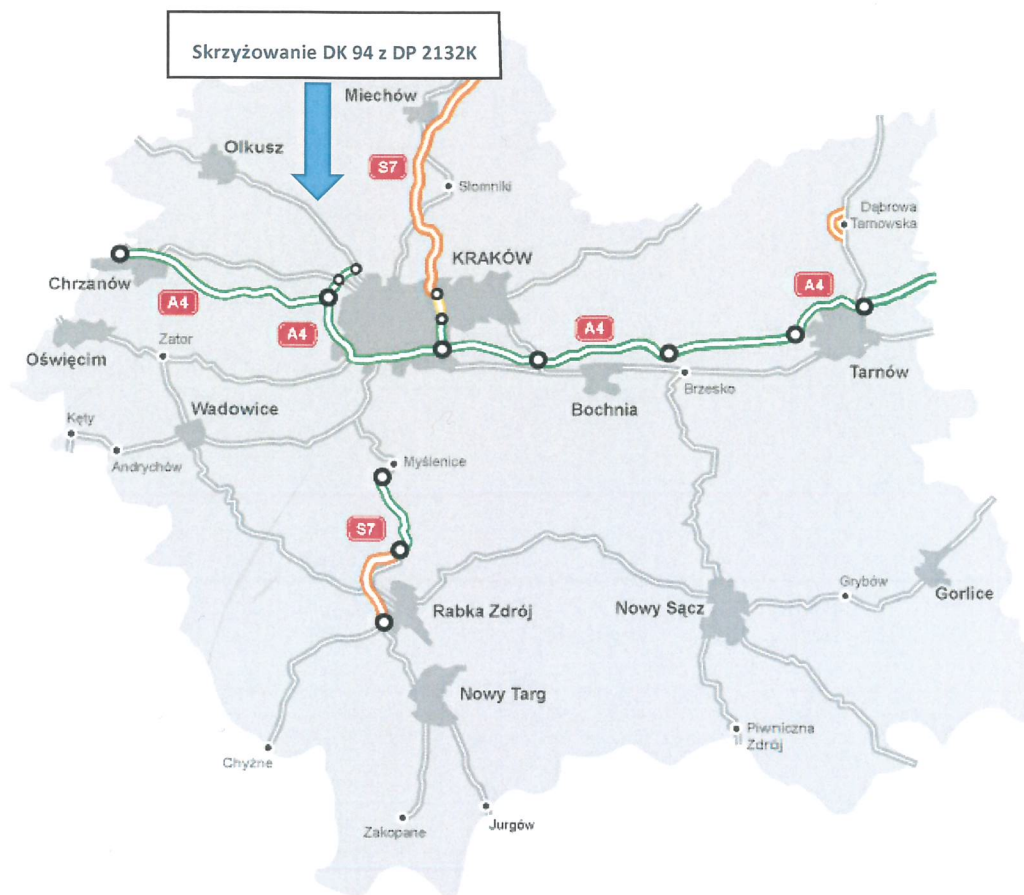 Skrzyżowanie DK 94 z DP 2132K
Miechów
Olkusz
S7
Słomniki
Dąbrowa
Tarnowska
KRAKÓW
Chrzanów
A4
A4
A4
A4
Oświęcim
Zator
Tarnów
Brzesko
Bochnia
Wadowice
Kęty
Andrychów
Myślenice
S7
Rabka Zdrój
Nowy Sącz
Grybów
Gorlice
Nowy Targ
Piwniczna
Zdrój
Chyżne
Zakopane
Jurgów